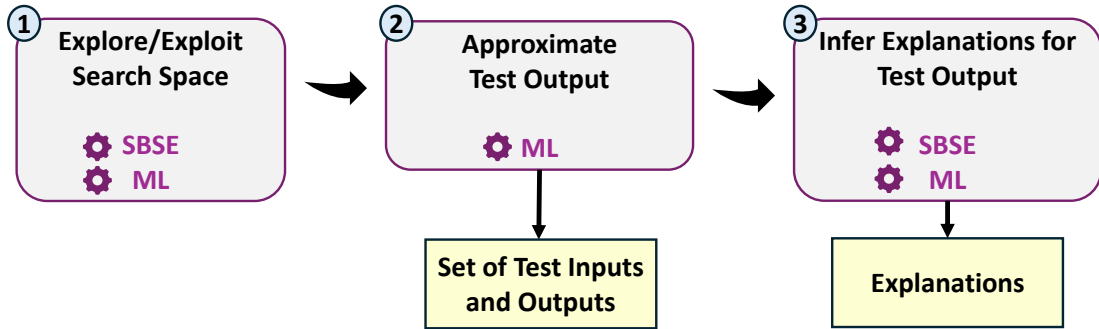 1
Explore/Exploit
Search Space
SBSE
ML
2
Approximate
Test Output
ML
Set of Test Inputs
and Outputs
3
Infer Explanations for
Test Output
SBSE
ML
Explanations